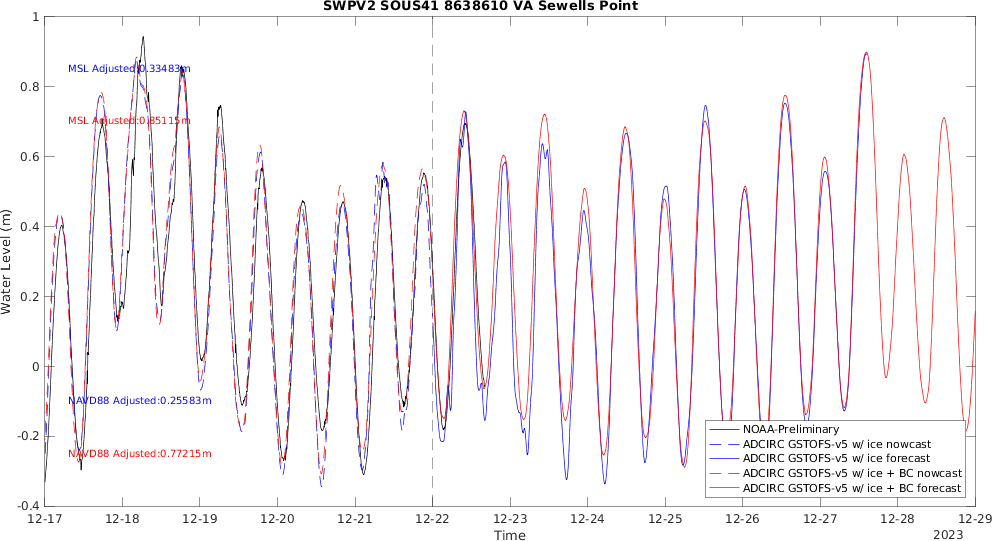 SWPV2 SOUS41 8638610 VA Sewells Point
1
0.8
0.6
0.4
0.2
0
-0.2
-0.4
Water Level (m)
MSL Adjusted:0.33483m
MSL Adjusted:0.85115m
NAVD88 Adjusted:0.25583m
NAVD88 Adjusted:0.77215m
NOAA-Preliminary
ADCIRC GSTOFS-v5 w/ ice nowcast
ADCIRC GSTOFS-v5 w/ ice forecast
ADCIRC GSTOFS-v5 w/ ice + BC nowcast
ADCIRC GSTOFS-v5 w/ ice + BC forecast
12-17 12-18 12-19 12-20 12-21 12-22 12-23 12-24 12-25 12-26 12-27 12-28 12-29
Time
2023